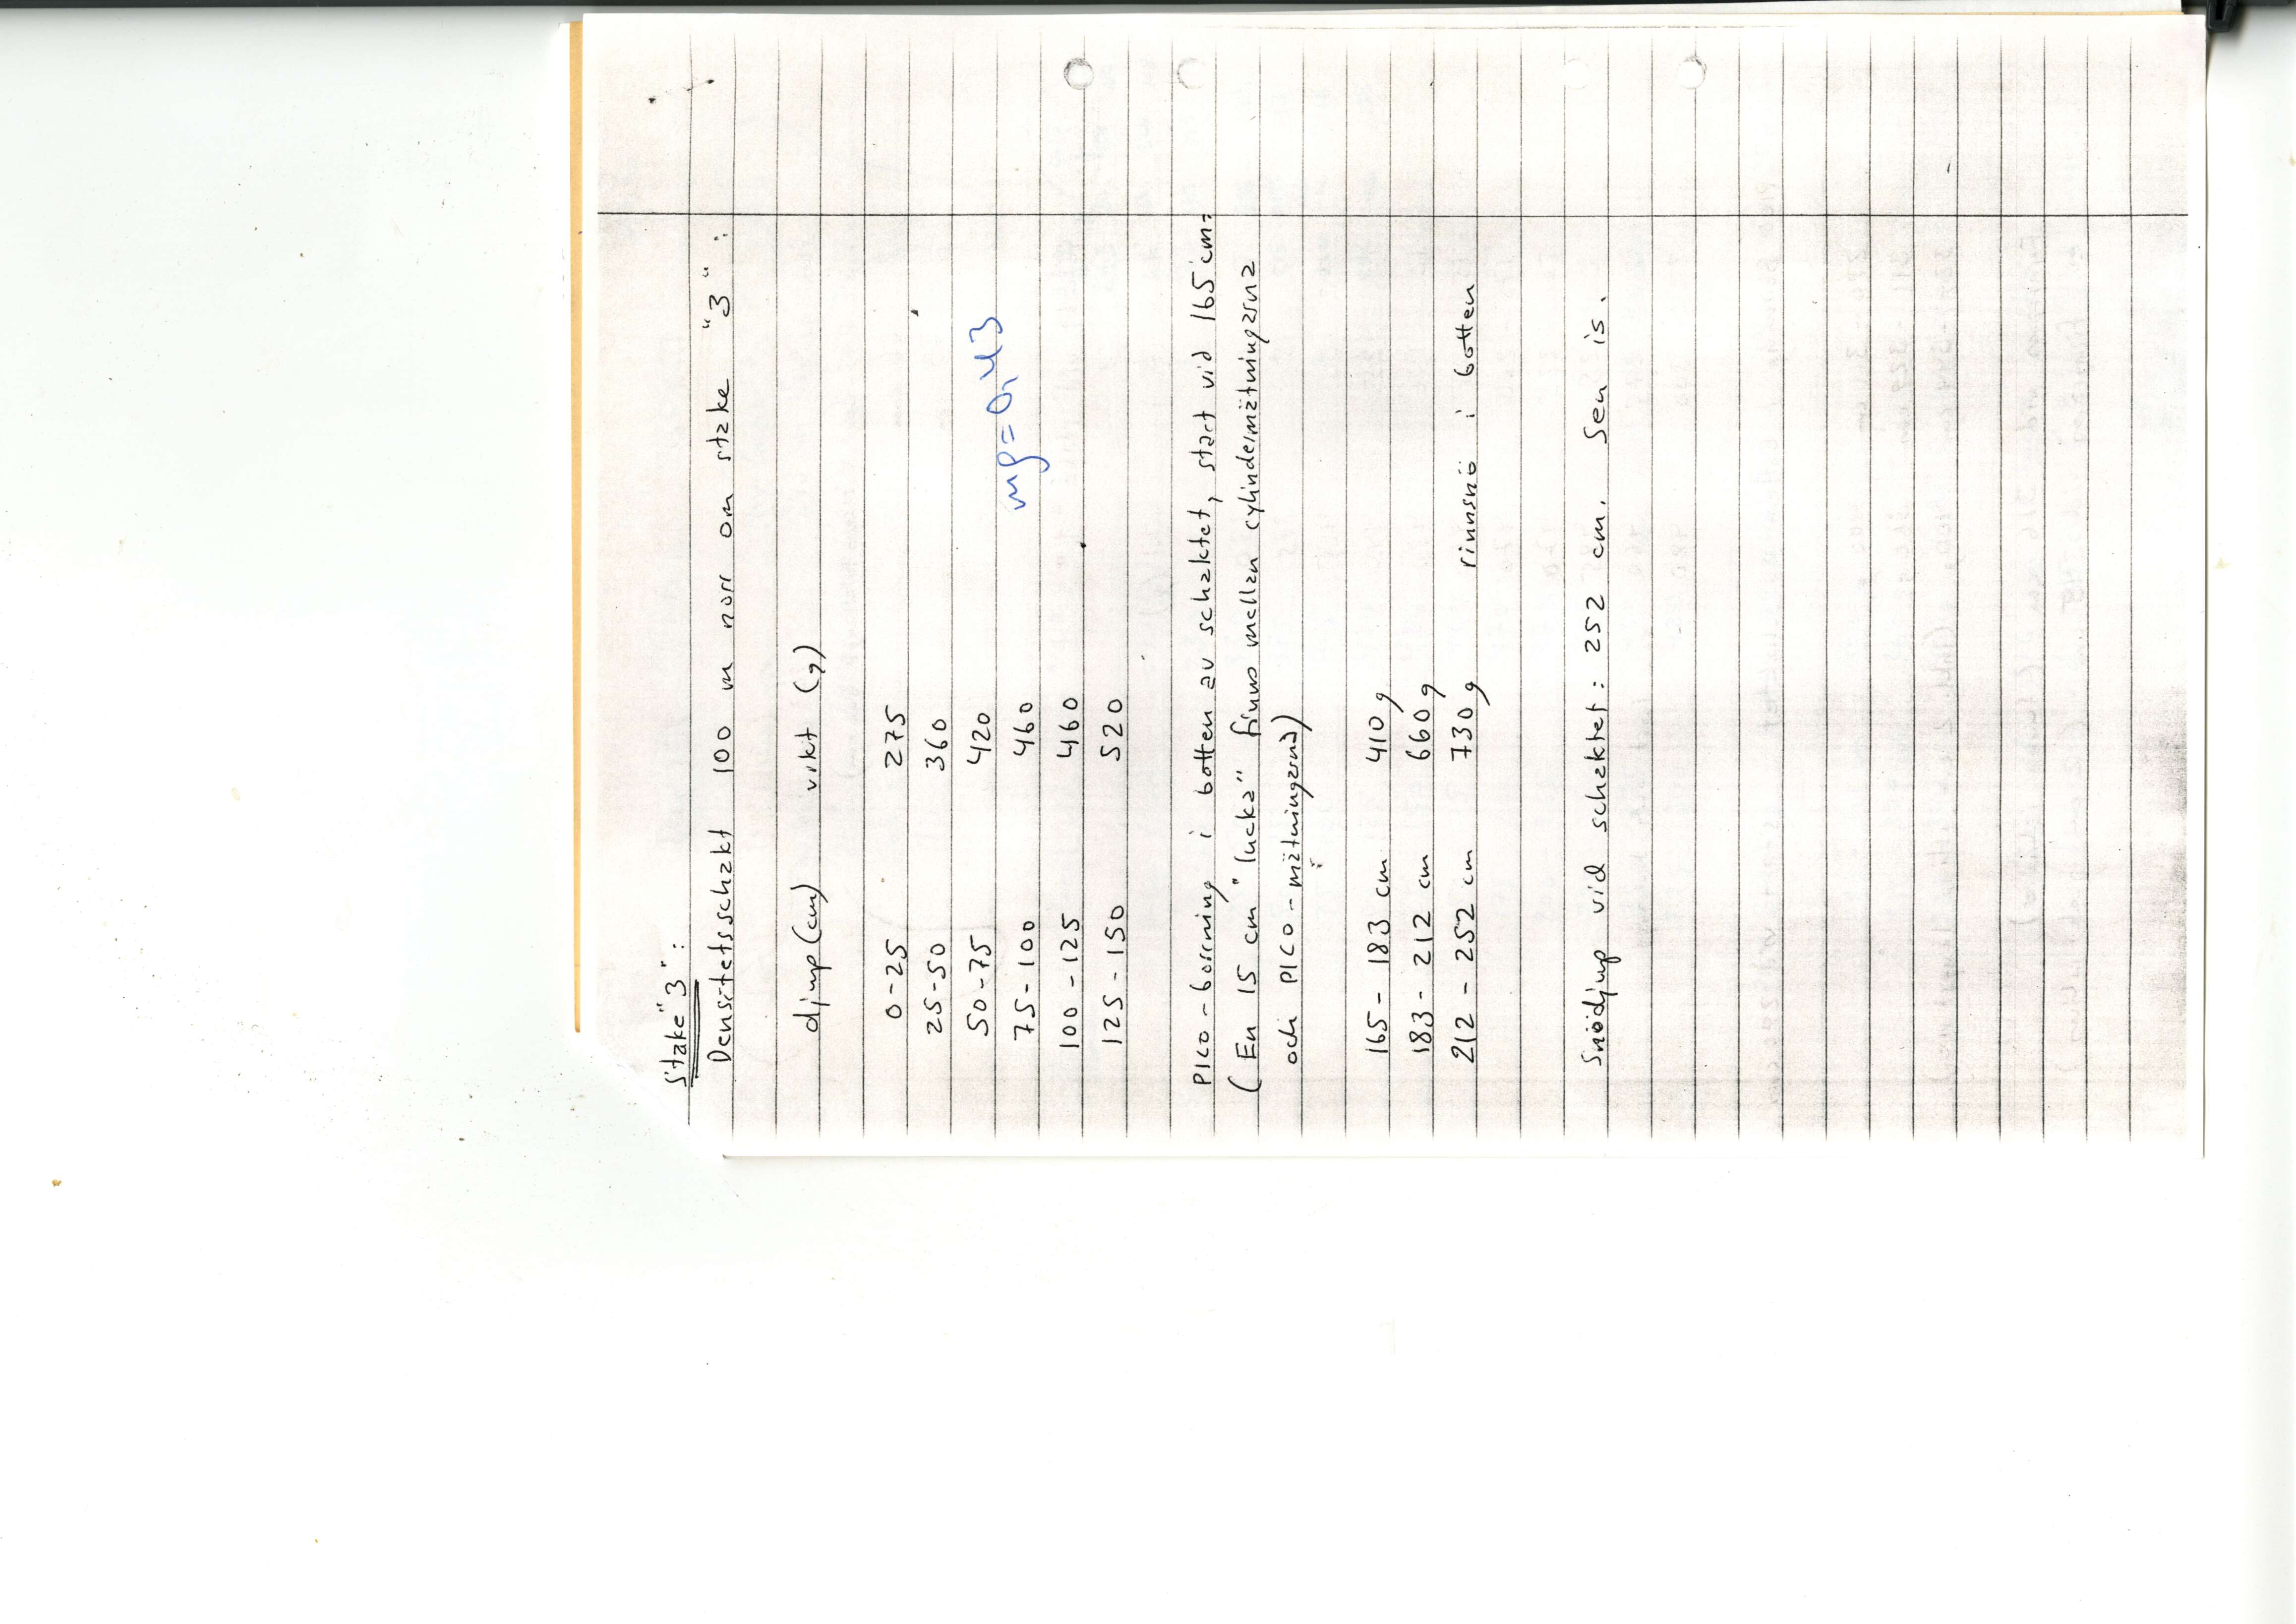 Stake "3":
Densitetsschakt 100 m norr om stake "3":
djup (cm) vikt (g)
0-25 275
25-50 360
50-75 420
75-100 460
100-125 460
125-150 520
mρ=0,43
PICO-borrning i botten av schaktet, start vid 165 cm:
(En 15 cm "lucka" finns mellan cylindermätningarna
och PICO-mätningarna)
165-183 cm 410 g
183-212 cm 660 g
212-252 cm 730 g rinnsnö i botten
Snödjup vid schaktet: 252 cm. Sen is.